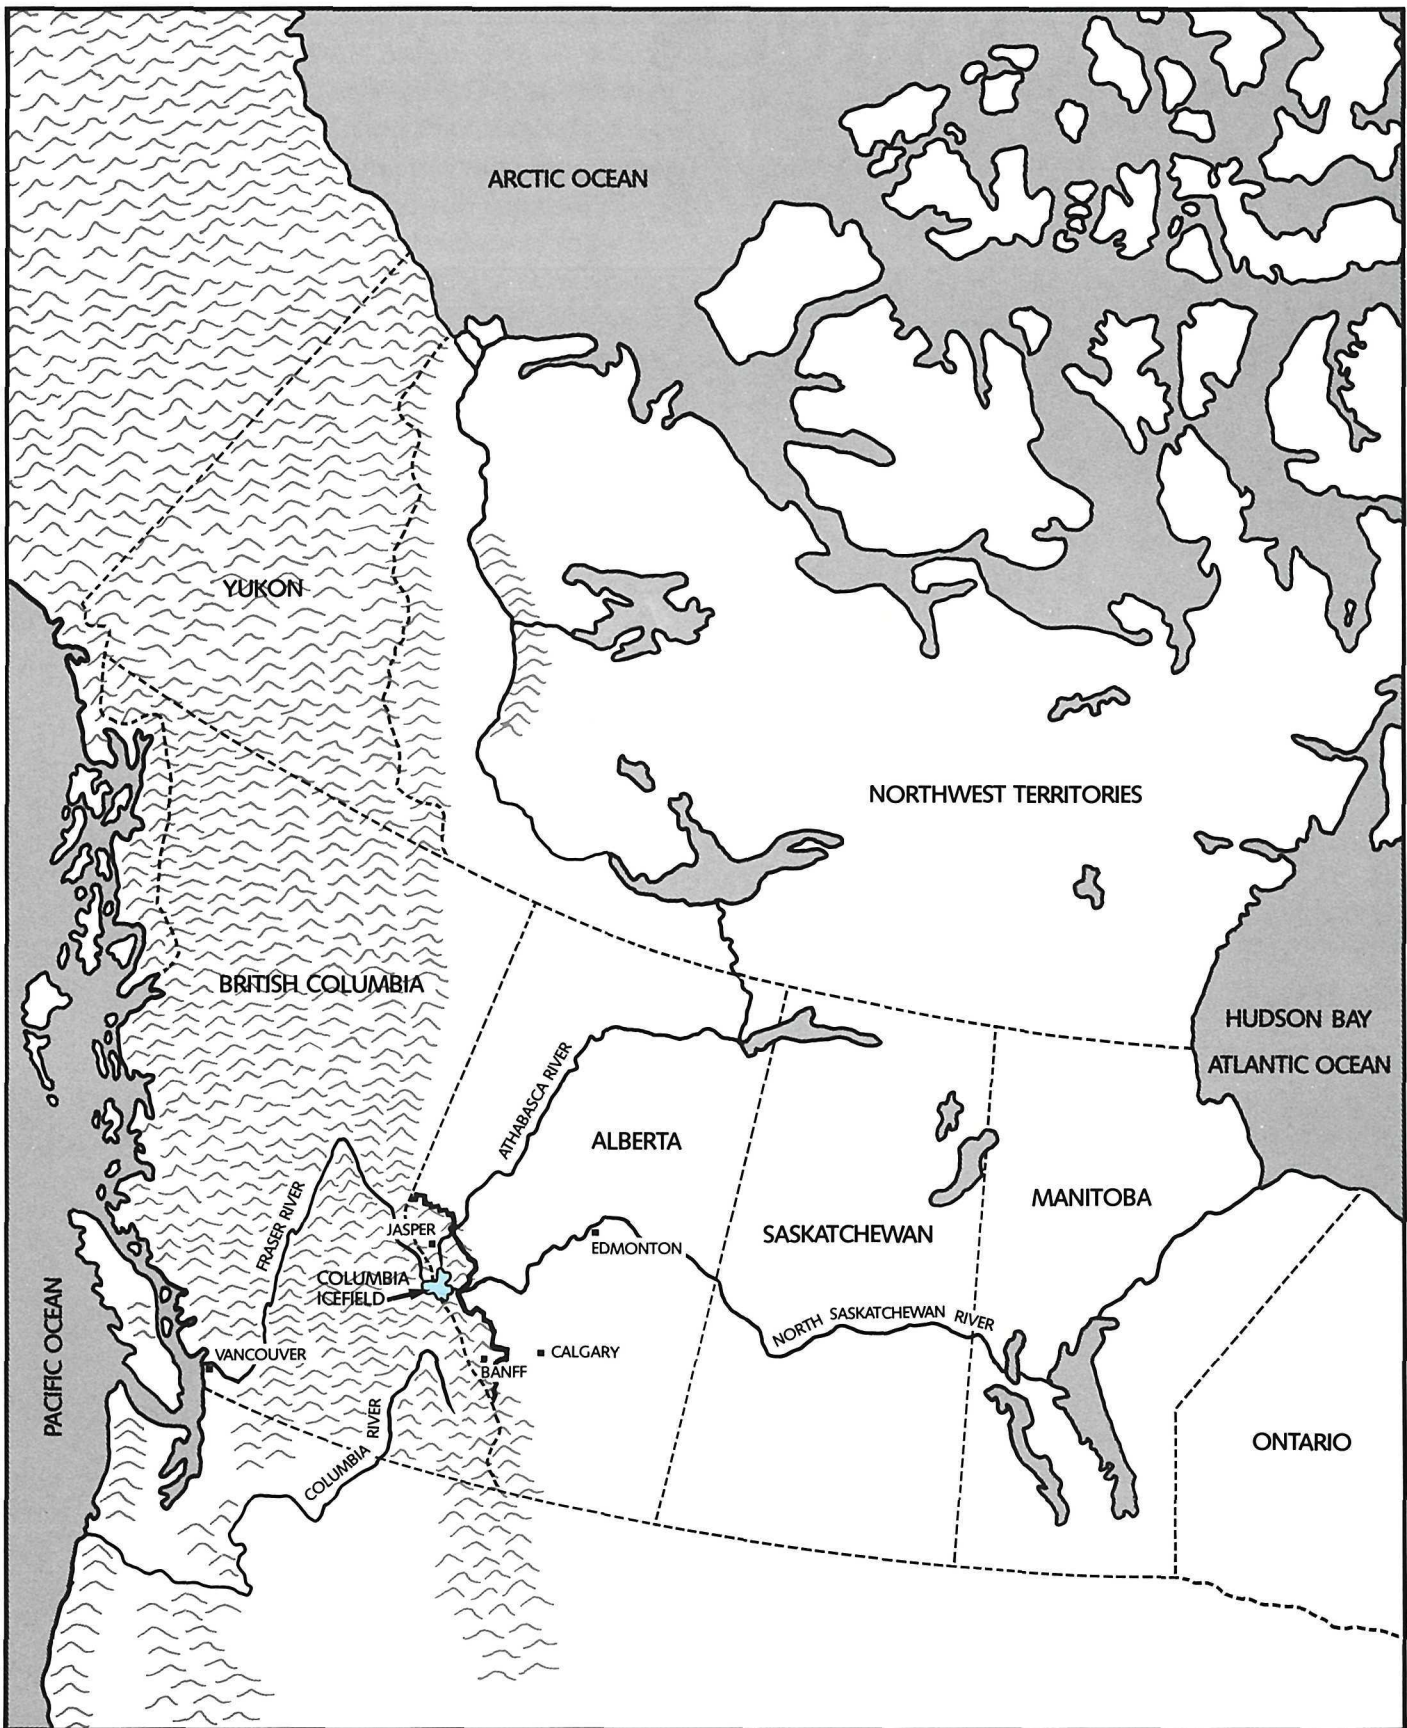 ARCTIC OCEAN
YUKON
NORTHWEST TERRITORIES
BRITISH COLUMBIA
HUDSON BAY
ATLANTIC OCEAN
ATHABASCA RIVER
ALBERTA
MANITOBA
FRASER RIVER
JASPER
SASKATCHEWAN
EDMONTON
COLUMBIA
ICEFIELD
PACIFIC OCEAN
NORTH SASKATCHEWAN RIVER
VANCOUVER
CALGARY
BANFF
COLUMBIA RIVER
ONTARIO